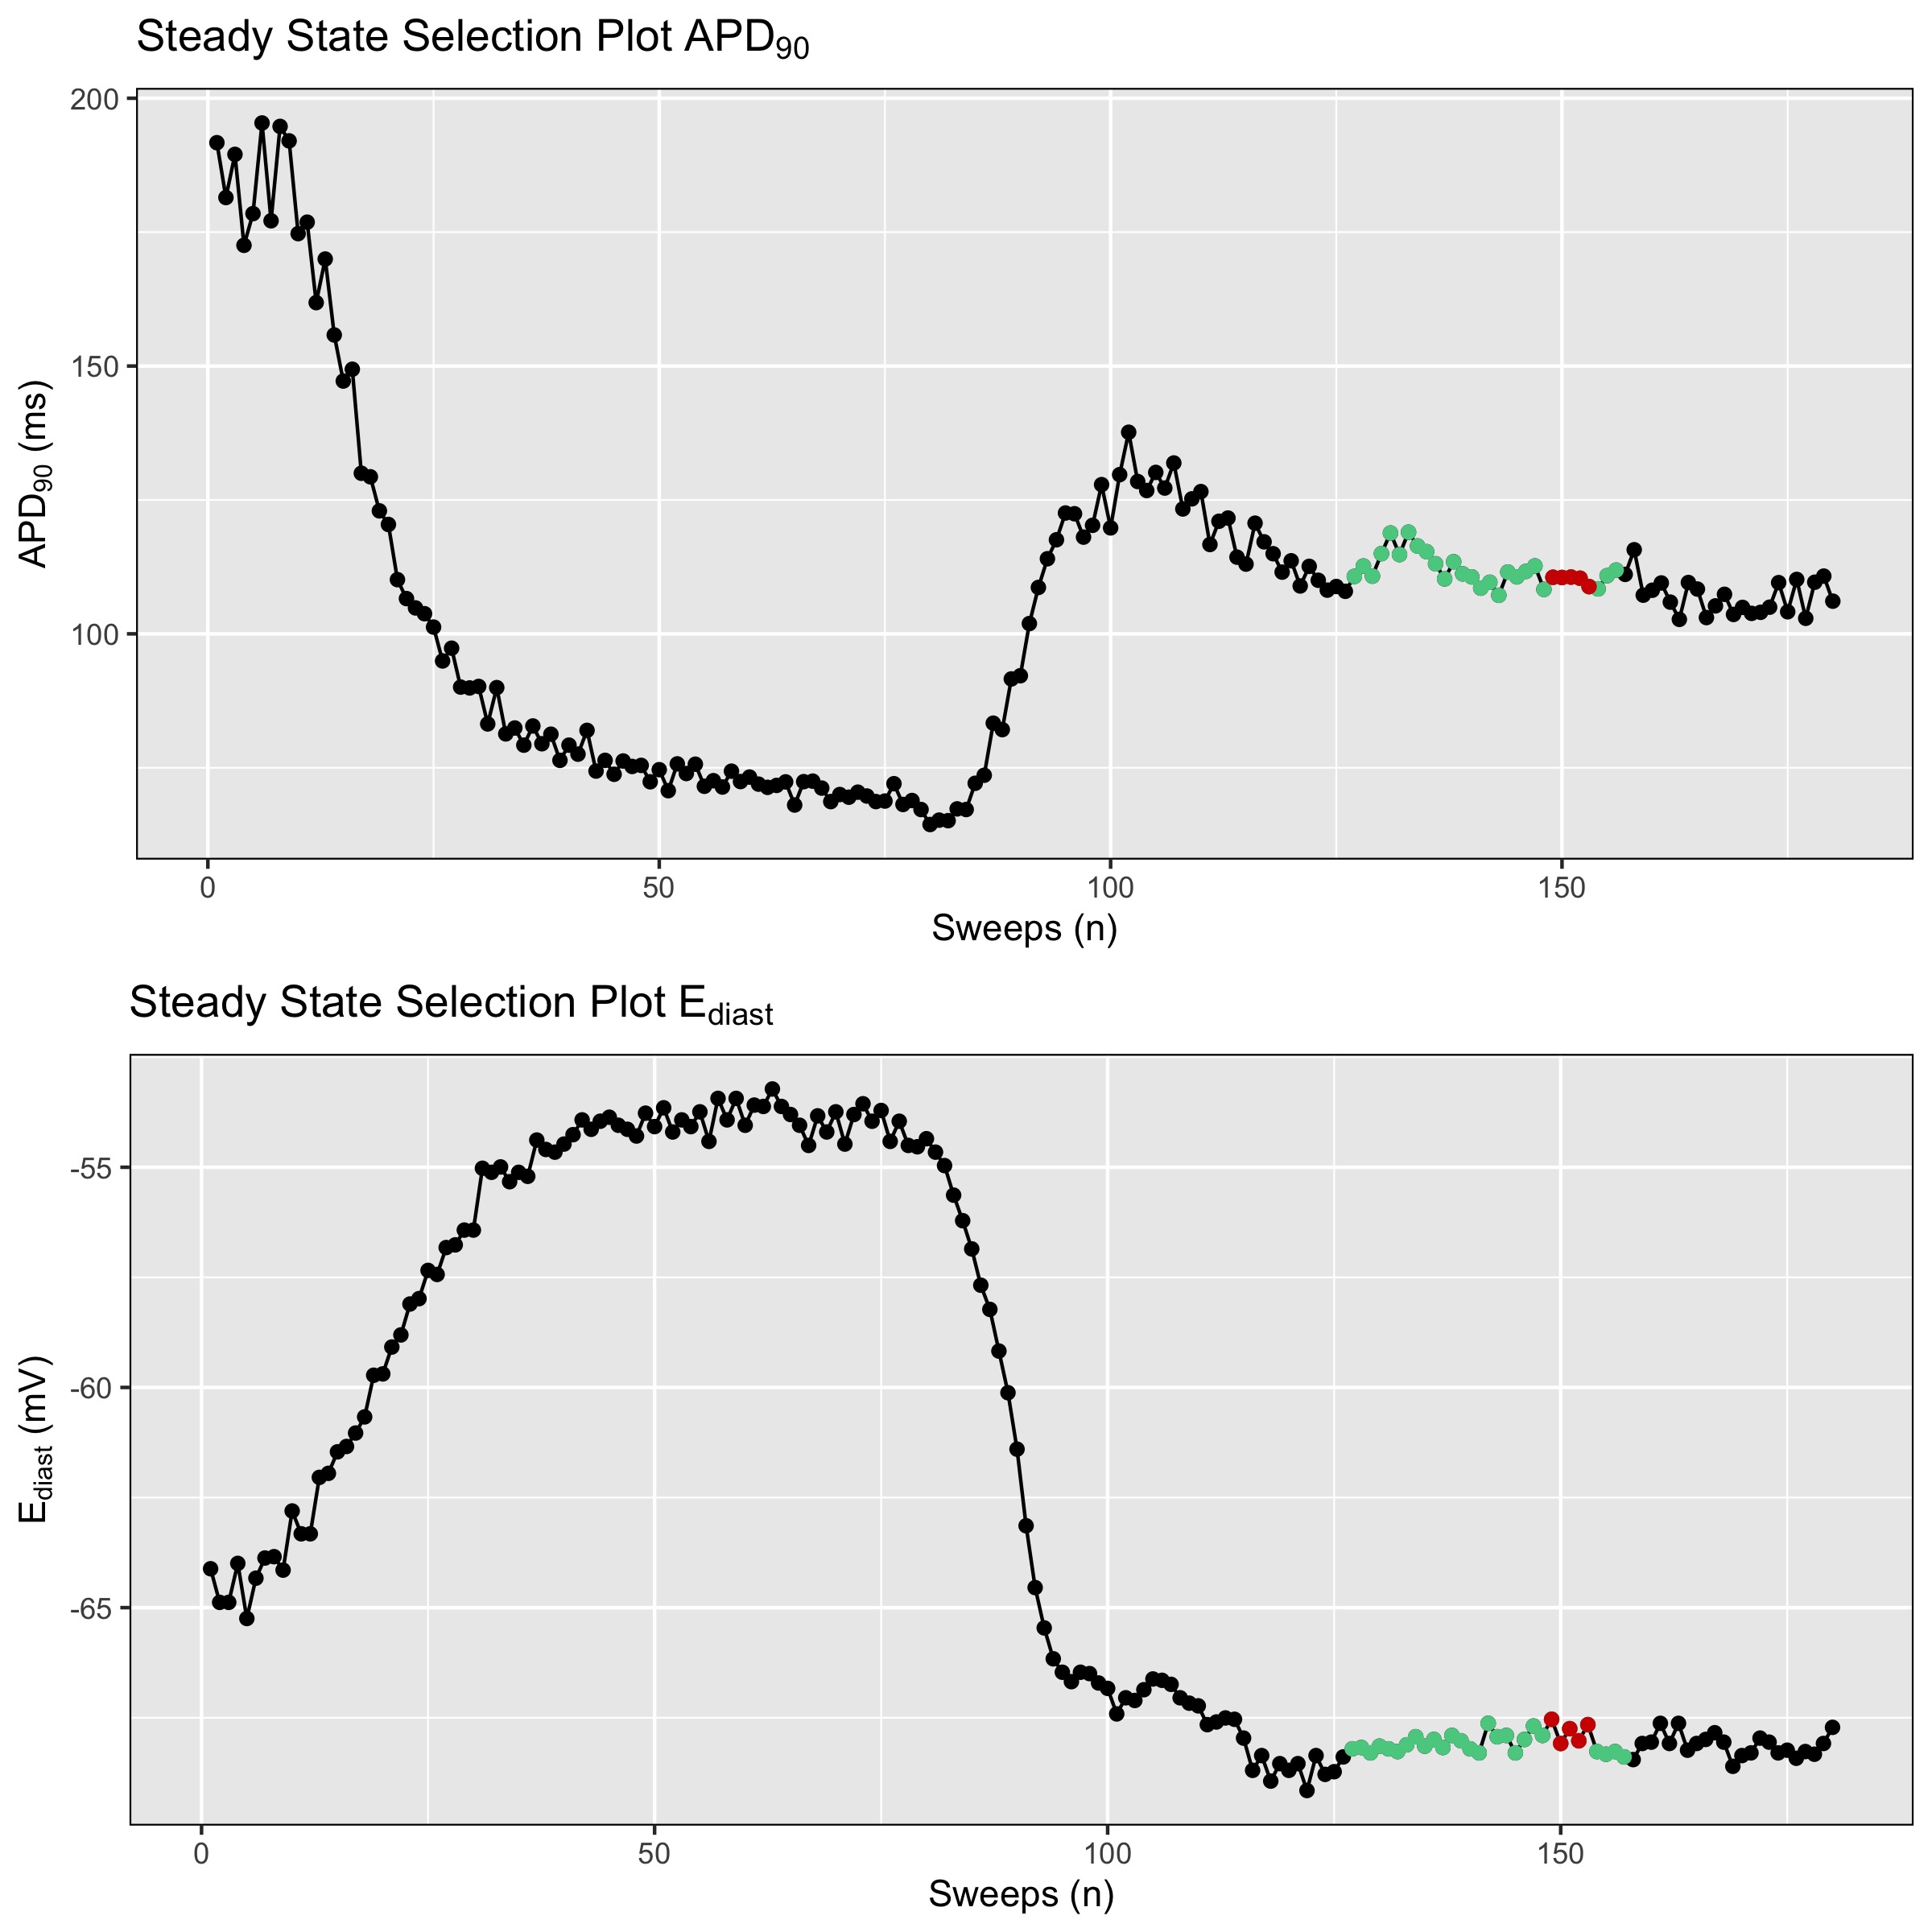 Steady State Selection Plot APD90
200
150
100
APD90 (ms)
0 50 100 150
Sweeps (n)
Steady State Selection Plot Ediast
-55
-60
-65
Ediast (mV)
0 50 100 150
Sweeps (n)